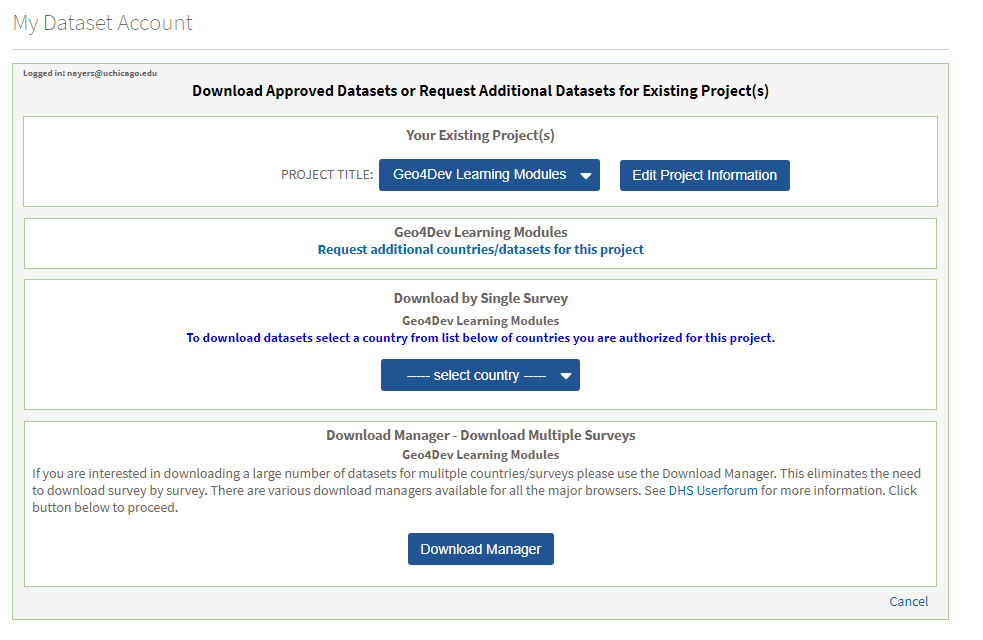 My Dataset Account
Logged in: nayers@uchicago.edu
Download Approved Datasets or Request Additional Datasets for Existing Project(s)
Your Existing Project(s)
PROJECT TITLE: Geo4Dev Learning Modules Edit Project Information
Geo4Dev Learning Modules
Request additional countries/datasets for this project
Download by Single Survey
Geo4Dev Learning Modules
To download datasets select a country from list below of countries you are authorized for this project.
----- select country -----
Download Manager - Download Multiple Surveys
Geo4Dev Learning Modules
If you are interested in downloading a large number of datasets for mulitple countries/surveys please use the Download Manager. This eliminates the need
to download survey by survey. There are various download managers available for all the major browsers. See DHS Userforum for more information. Click
button below to proceed.
Download Manager
Cancel